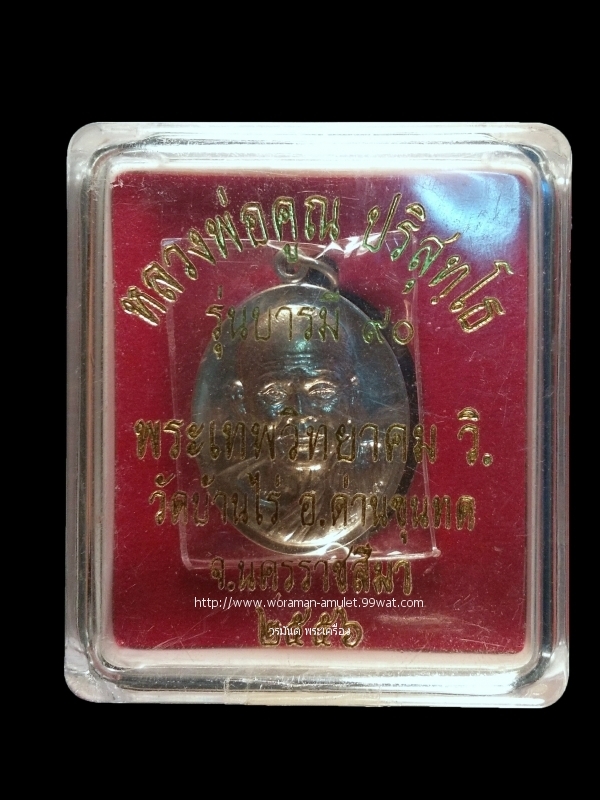 หลวงพ่อคูณ ปริสุทฺโธ
รุ่นบารมี ๙๐
พระเทพวิทยาคม วิ.
วัดบ้านไร่ อ.ด่านขุนทด
จ.นครราชสีมา
http://www.woraman-amulet.99wat.com
๒๕๕๖
วรมันต์ พระเครื่อง